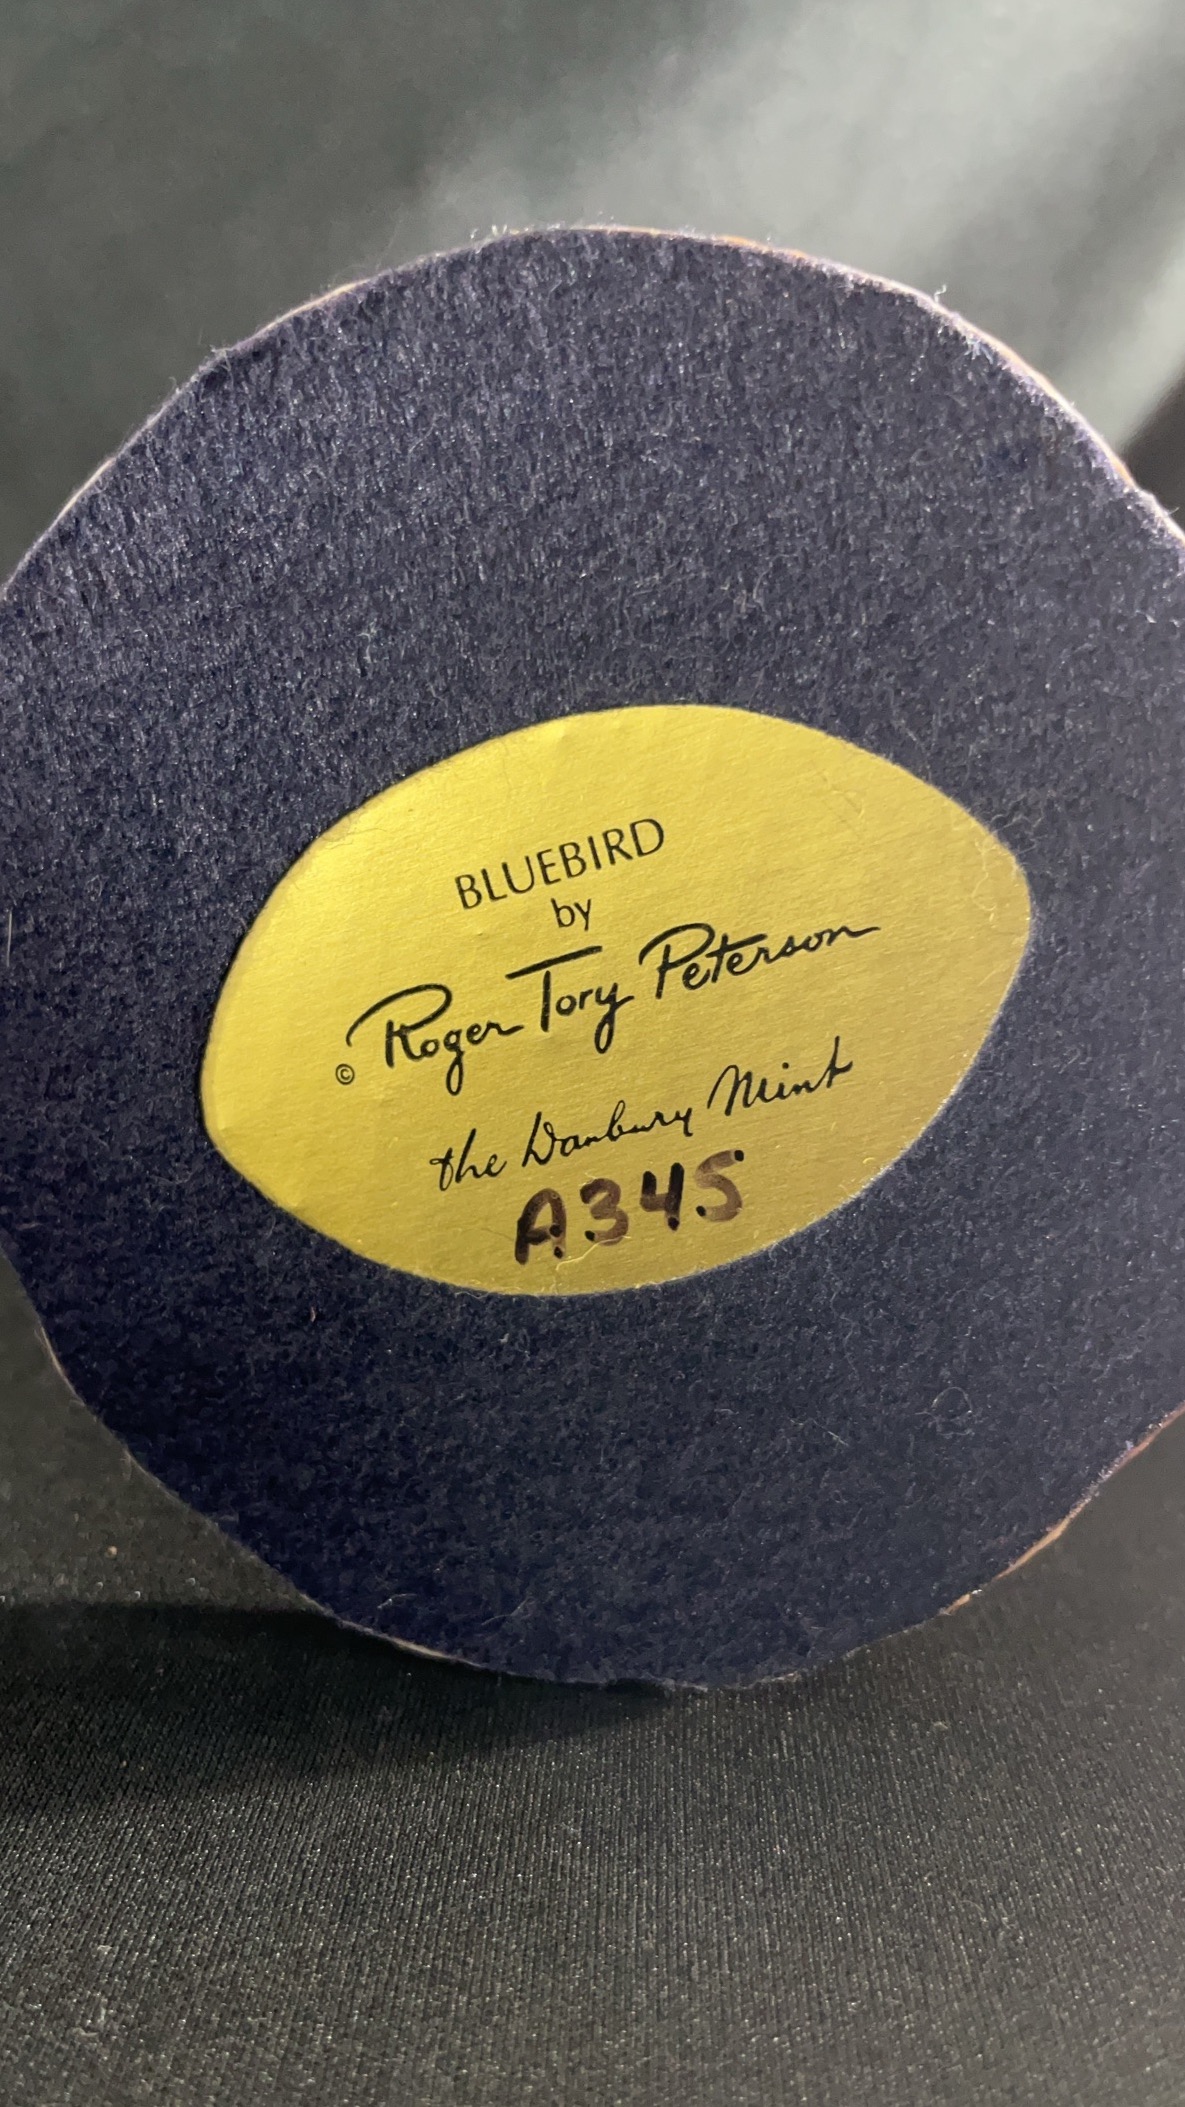 BLUEBIRD
by
© Roger Tory Peterson
the Danbury Mint
A345